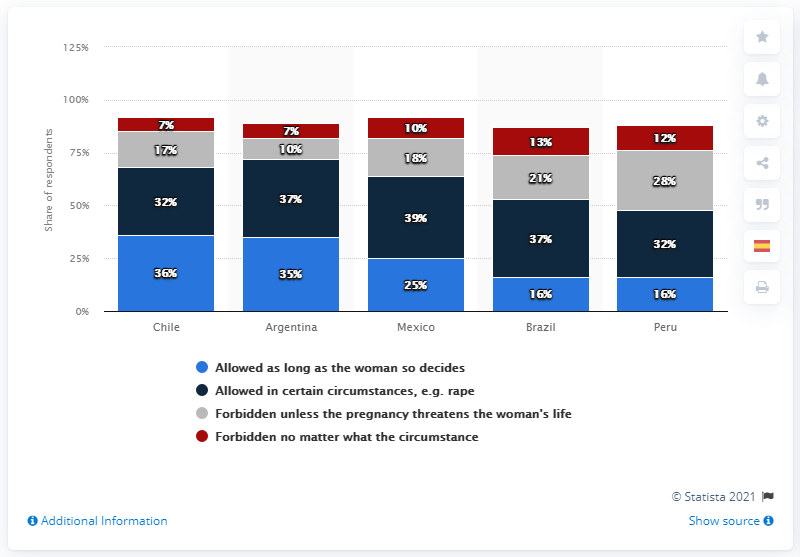 125%
100%
75%
50%
25%
0%
Share of respondents
7% 7% 10% 13% 12%
17% 10% 18% 21% 28%
32% 37% 39% 37% 32%
36% 35% 25% 16% 16%
Chile Argentina Mexico Brazil Peru
Allowed as long as the woman so decides
Allowed in certain circumstances, e.g. rape
Forbidden unless the pregnancy threatens the woman's life
Forbidden no matter what the circumstance
© Statista 2021
Additional Information Show source